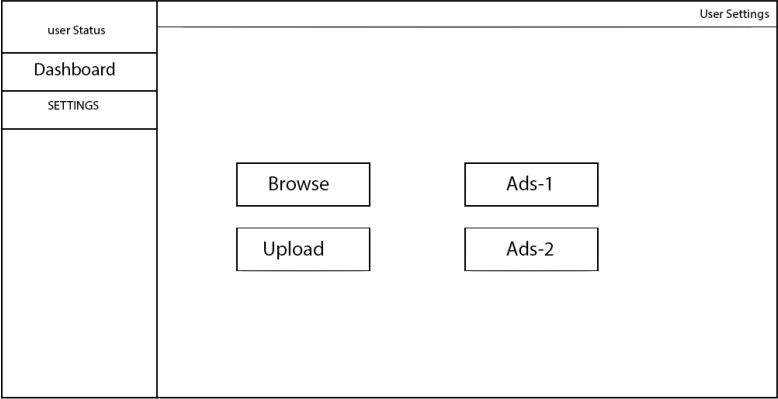 user Status
User Settings
Dashboard
SETTINGS
Browse
Ads-1
Upload
Ads-2